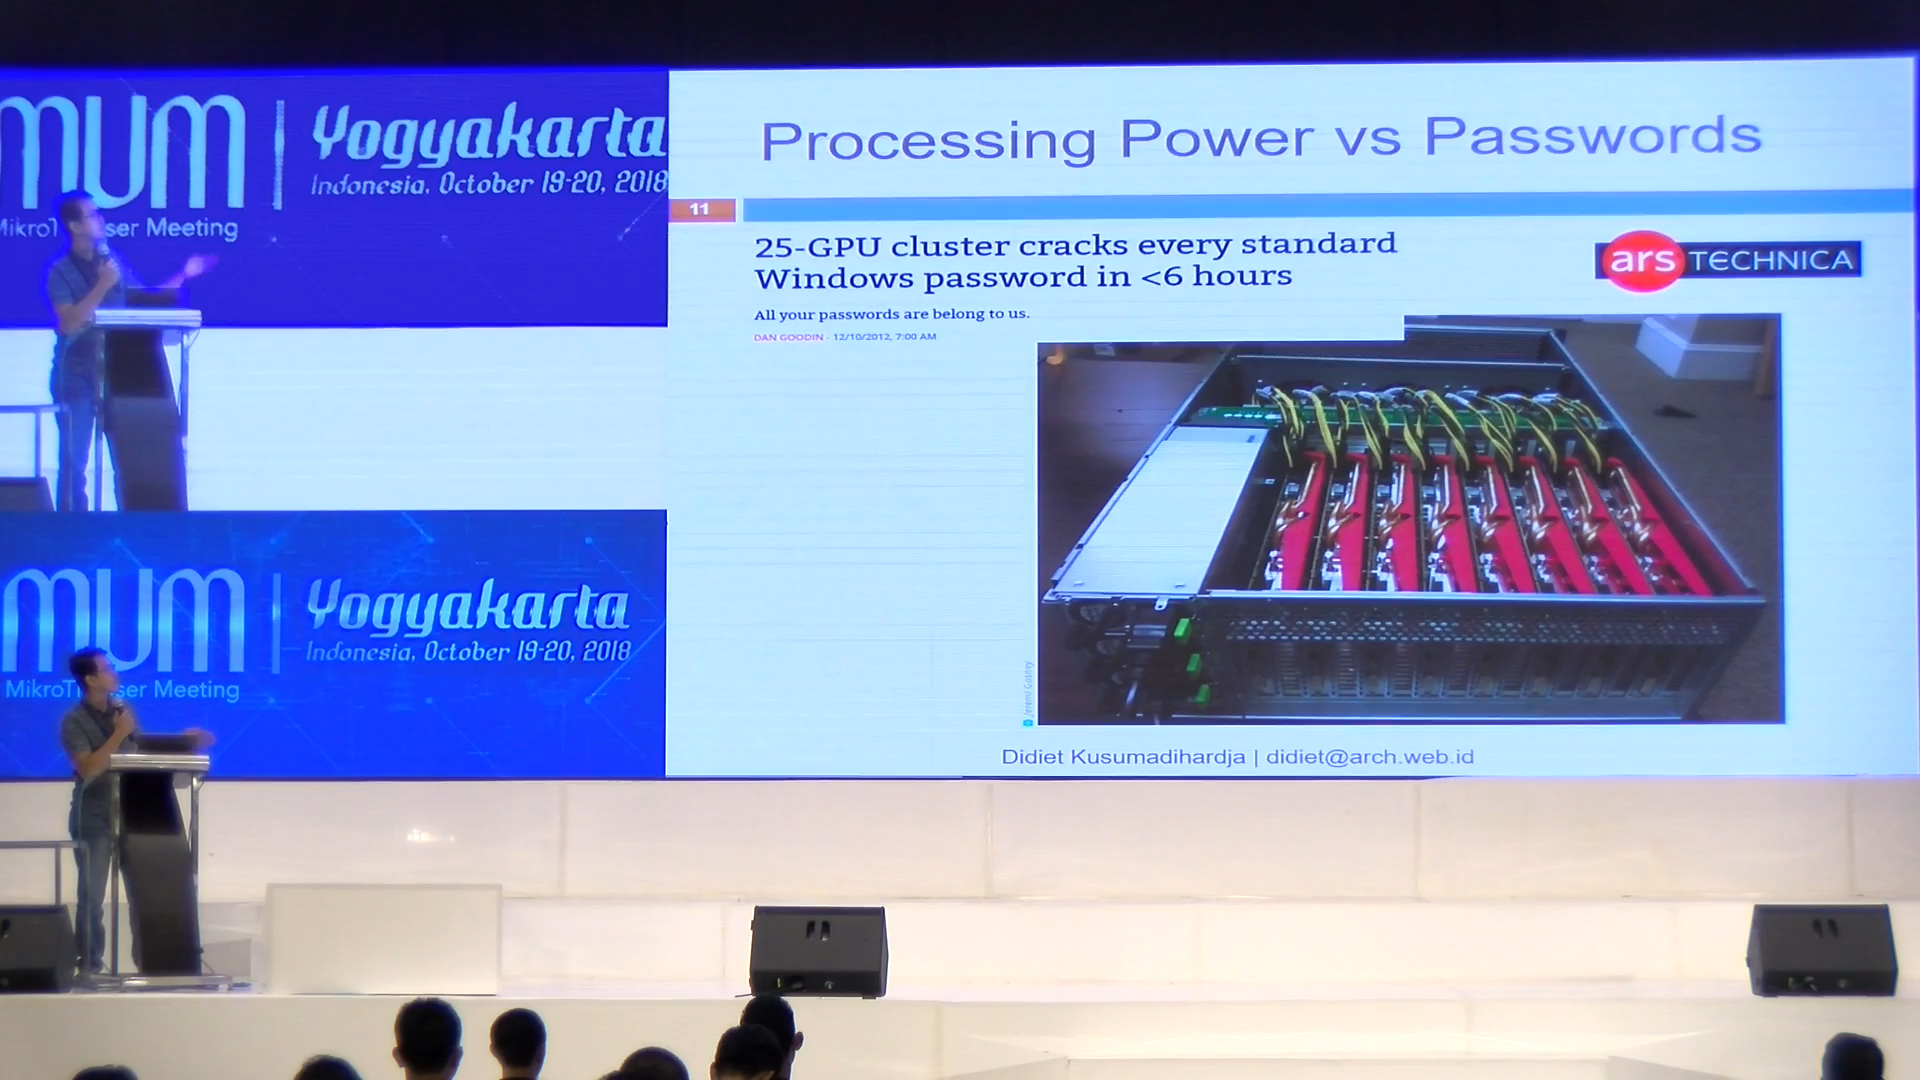 MUM
Yogyakarta
Indonesia, October 19-20, 2018
MikroT ser Meeting
Processing Power vs Passwords
11
25-GPU cluster cracks every standard
Windows password in <6 hours
ars TECHNICA
All your passwords are belong to us.
DAN GOODIN - 12/10/2012, 7:00 AM
Jeremi Gosney
Didiet Kusumadihardja | didiet@arch.web.id
MUM
Yogyakarta
Indonesia, October 19-20, 2018
MikroT ser Meeting